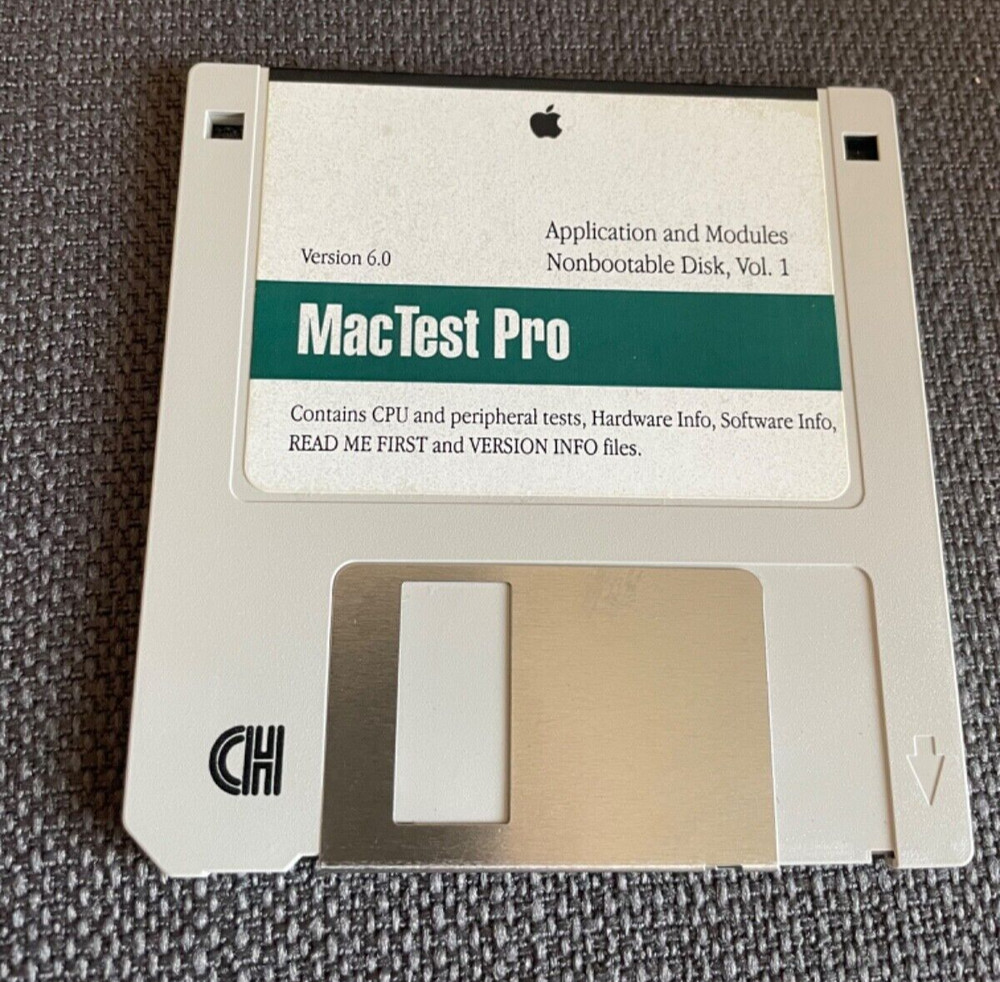 Version 6.0
Application and Modules
Nonbootable Disk, Vol. 1
MacTest Pro
Contains CPU and peripheral tests, Hardware Info, Software Info,
READ ME FIRST and VERSION INFO files.
CH